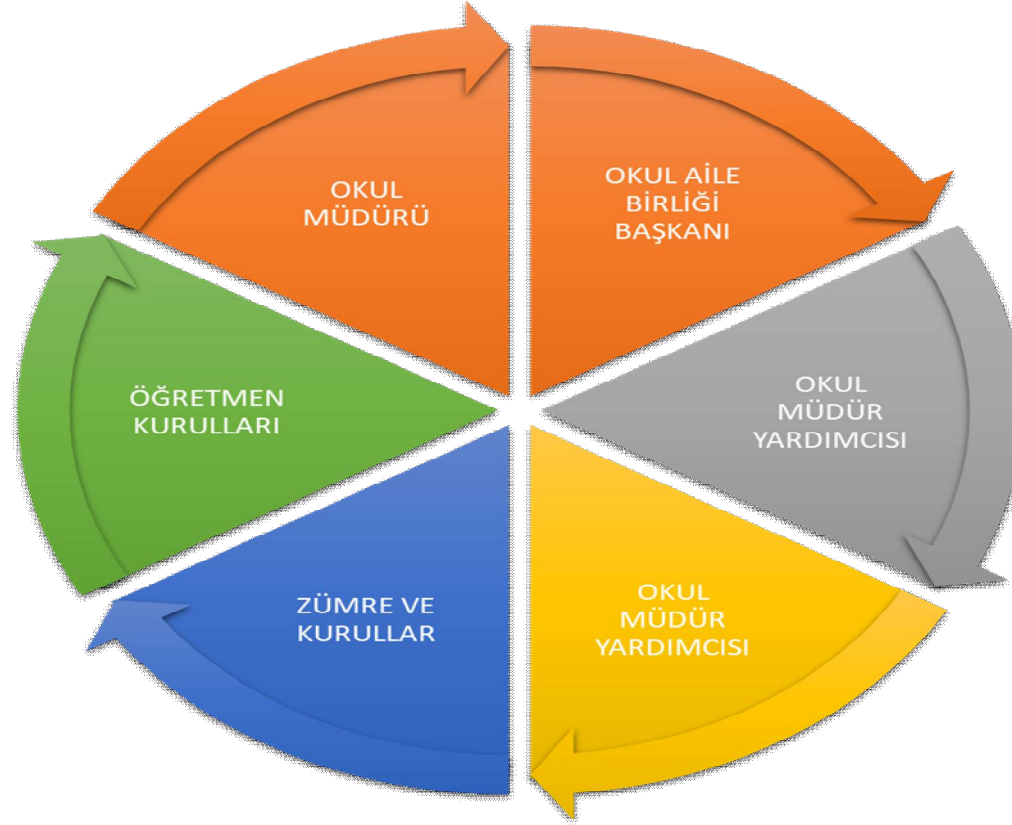 OKUL
MÜDÜRÜ
OKUL AİLE
BİRLİĞİ
BAŞKANI
OKUL
MÜDÜR
YARDIMCISI
OKUL
MÜDÜR
YARDIMCISI
ZÜMRE VE
KURULLAR
ÖĞRETMEN
KURULLARI